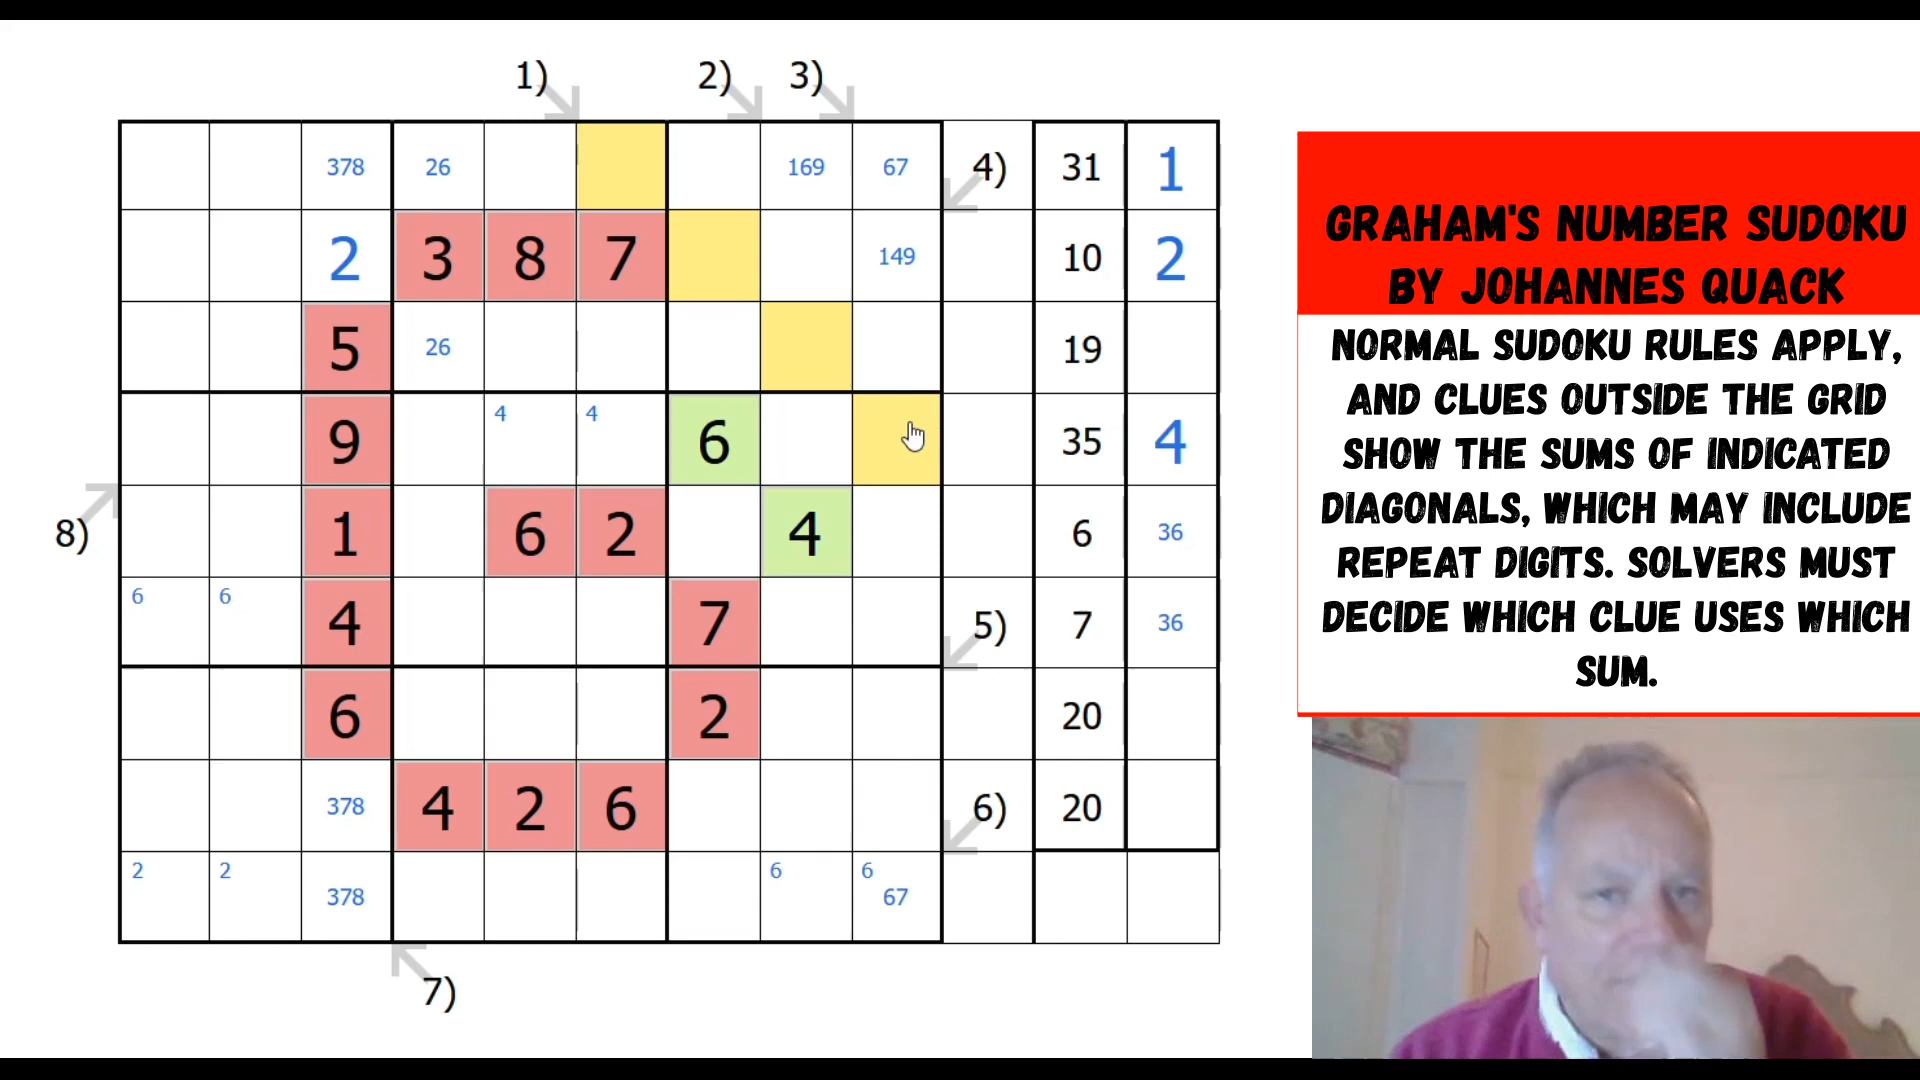 1) 2) 3)
378 26 169 67 4) 31 1
2 3 8 7 149 10 2
5 26 19
9 4 4 6 35 4
8) 1 6 2 4 6 36
6 6 4 7 5) 7 36
6 2 20
378 4 2 6 6) 20
2 2 378 6 6 67
7)
GRAHAM'S NUMBER SUDOKU
BY JOHANNES QUACK
NORMAL SUDOKU RULES APPLY,
AND CLUES OUTSIDE THE GRID
SHOW THE SUMS OF INDICATED
DIAGONALS, WHICH MAY INCLUDE
REPEAT DIGITS. SOLVERS MUST
DECIDE WHICH CLUE USES WHICH
SUM.